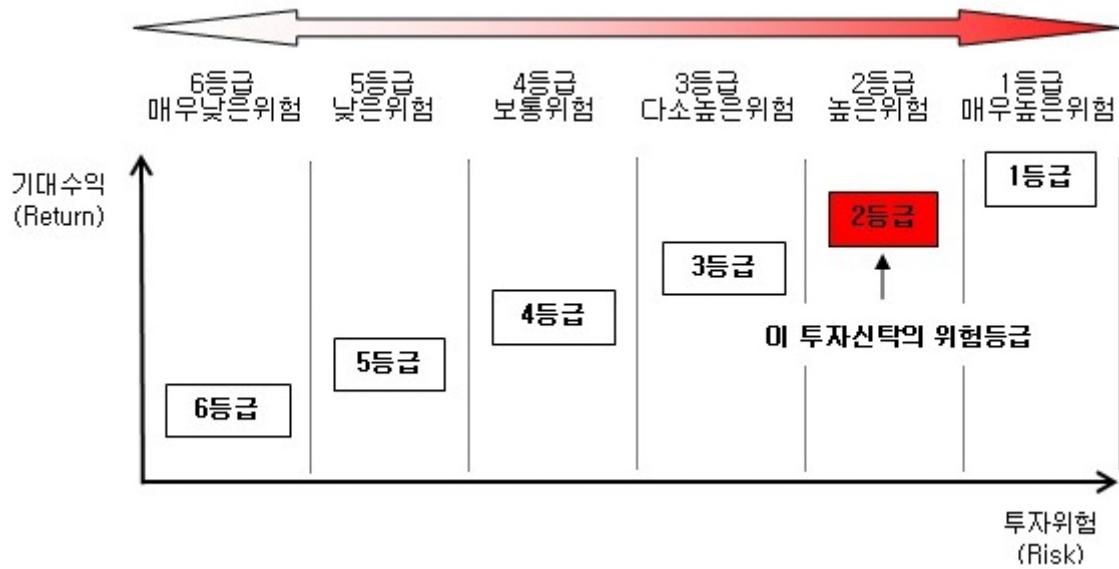 6등급 5등급 4등급 3등급 2등급 1등급
매우낮은위험 낮은위험 보통위험 다소높은위험 높은위험 매우높은위험
기대수익
(Return)
1등급
2등급
3등급
4등급
이 투자신탁의 위험등급
5등급
6등급
투자위험
(Risk)